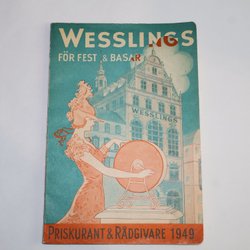 WESSLINGS
FÖR FEST & BASAR
WESSLINGS
PRISKURANT & RÅDGIVARE 1949